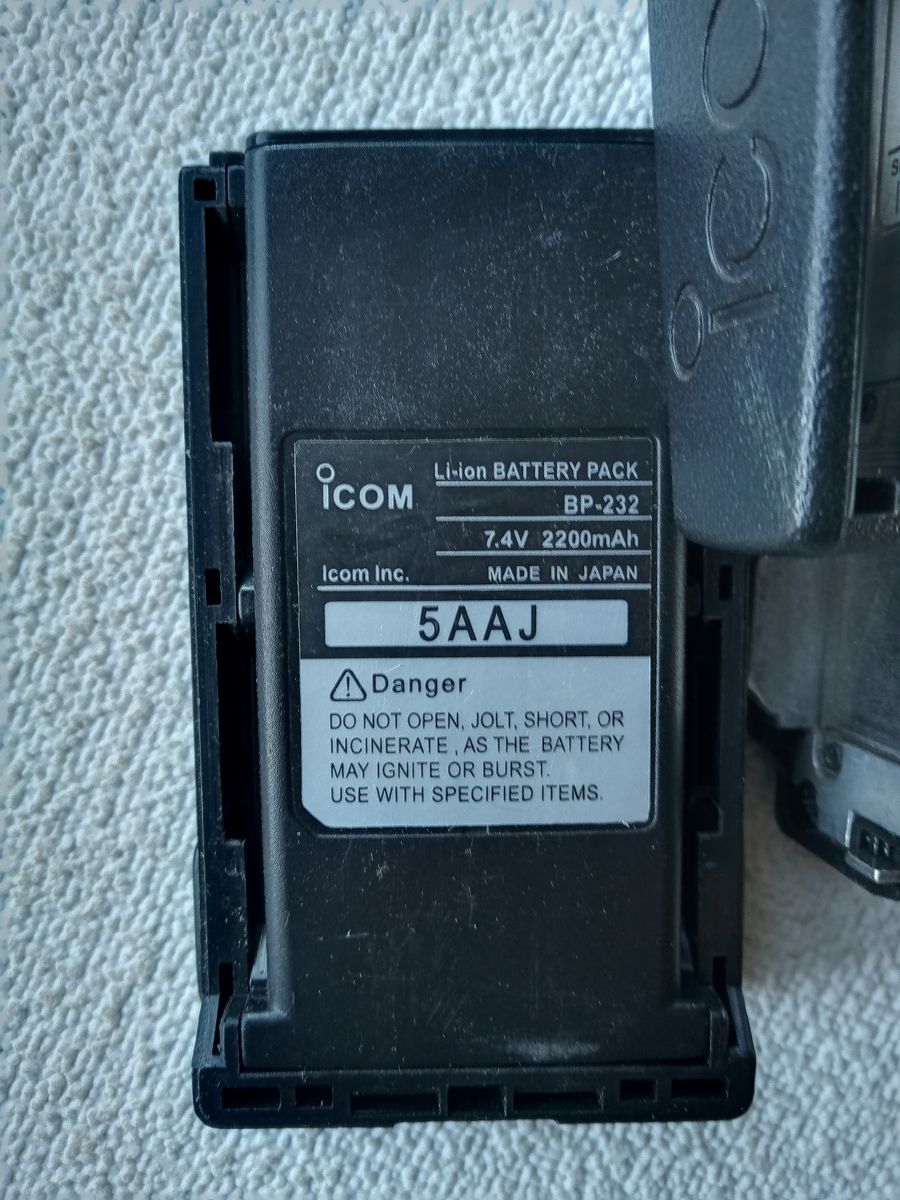 icom
Li-ion BATTERY PACK
BP-232
7.4V 2200mAh
Icom Inc. MADE IN JAPAN
5AAJ
Danger
DO NOT OPEN, JOLT, SHORT, OR
INCINERATE , AS THE BATTERY
MAY IGNITE OR BURST.
USE WITH SPECIFIED ITEMS.
ico